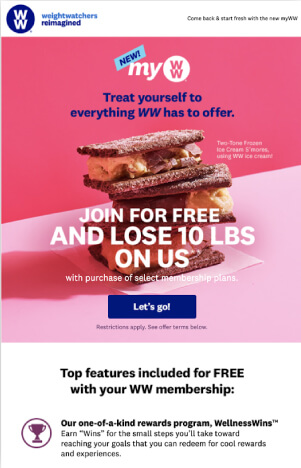 WW
weightwatchers
reimagined
Come back & start fresh with the new myWW
NEW!
my WW
Treat yourself to
everything WW has to offer.
Two-Tone Frozen
Ice Cream S'mores,
using WW ice cream!
JOIN FOR FREE
AND LOSE 10 LBS
ON US**
with purchase of select membership plans.
Let's go!
Restrictions apply. See offer terms below.
Top features included for FREE
with your WW membership:
Our one-of-a-kind rewards program, WellnessWins™
Earn “Wins” for the small steps you'll take toward
reaching your goals that you can redeem for cool rewards
and experiences.